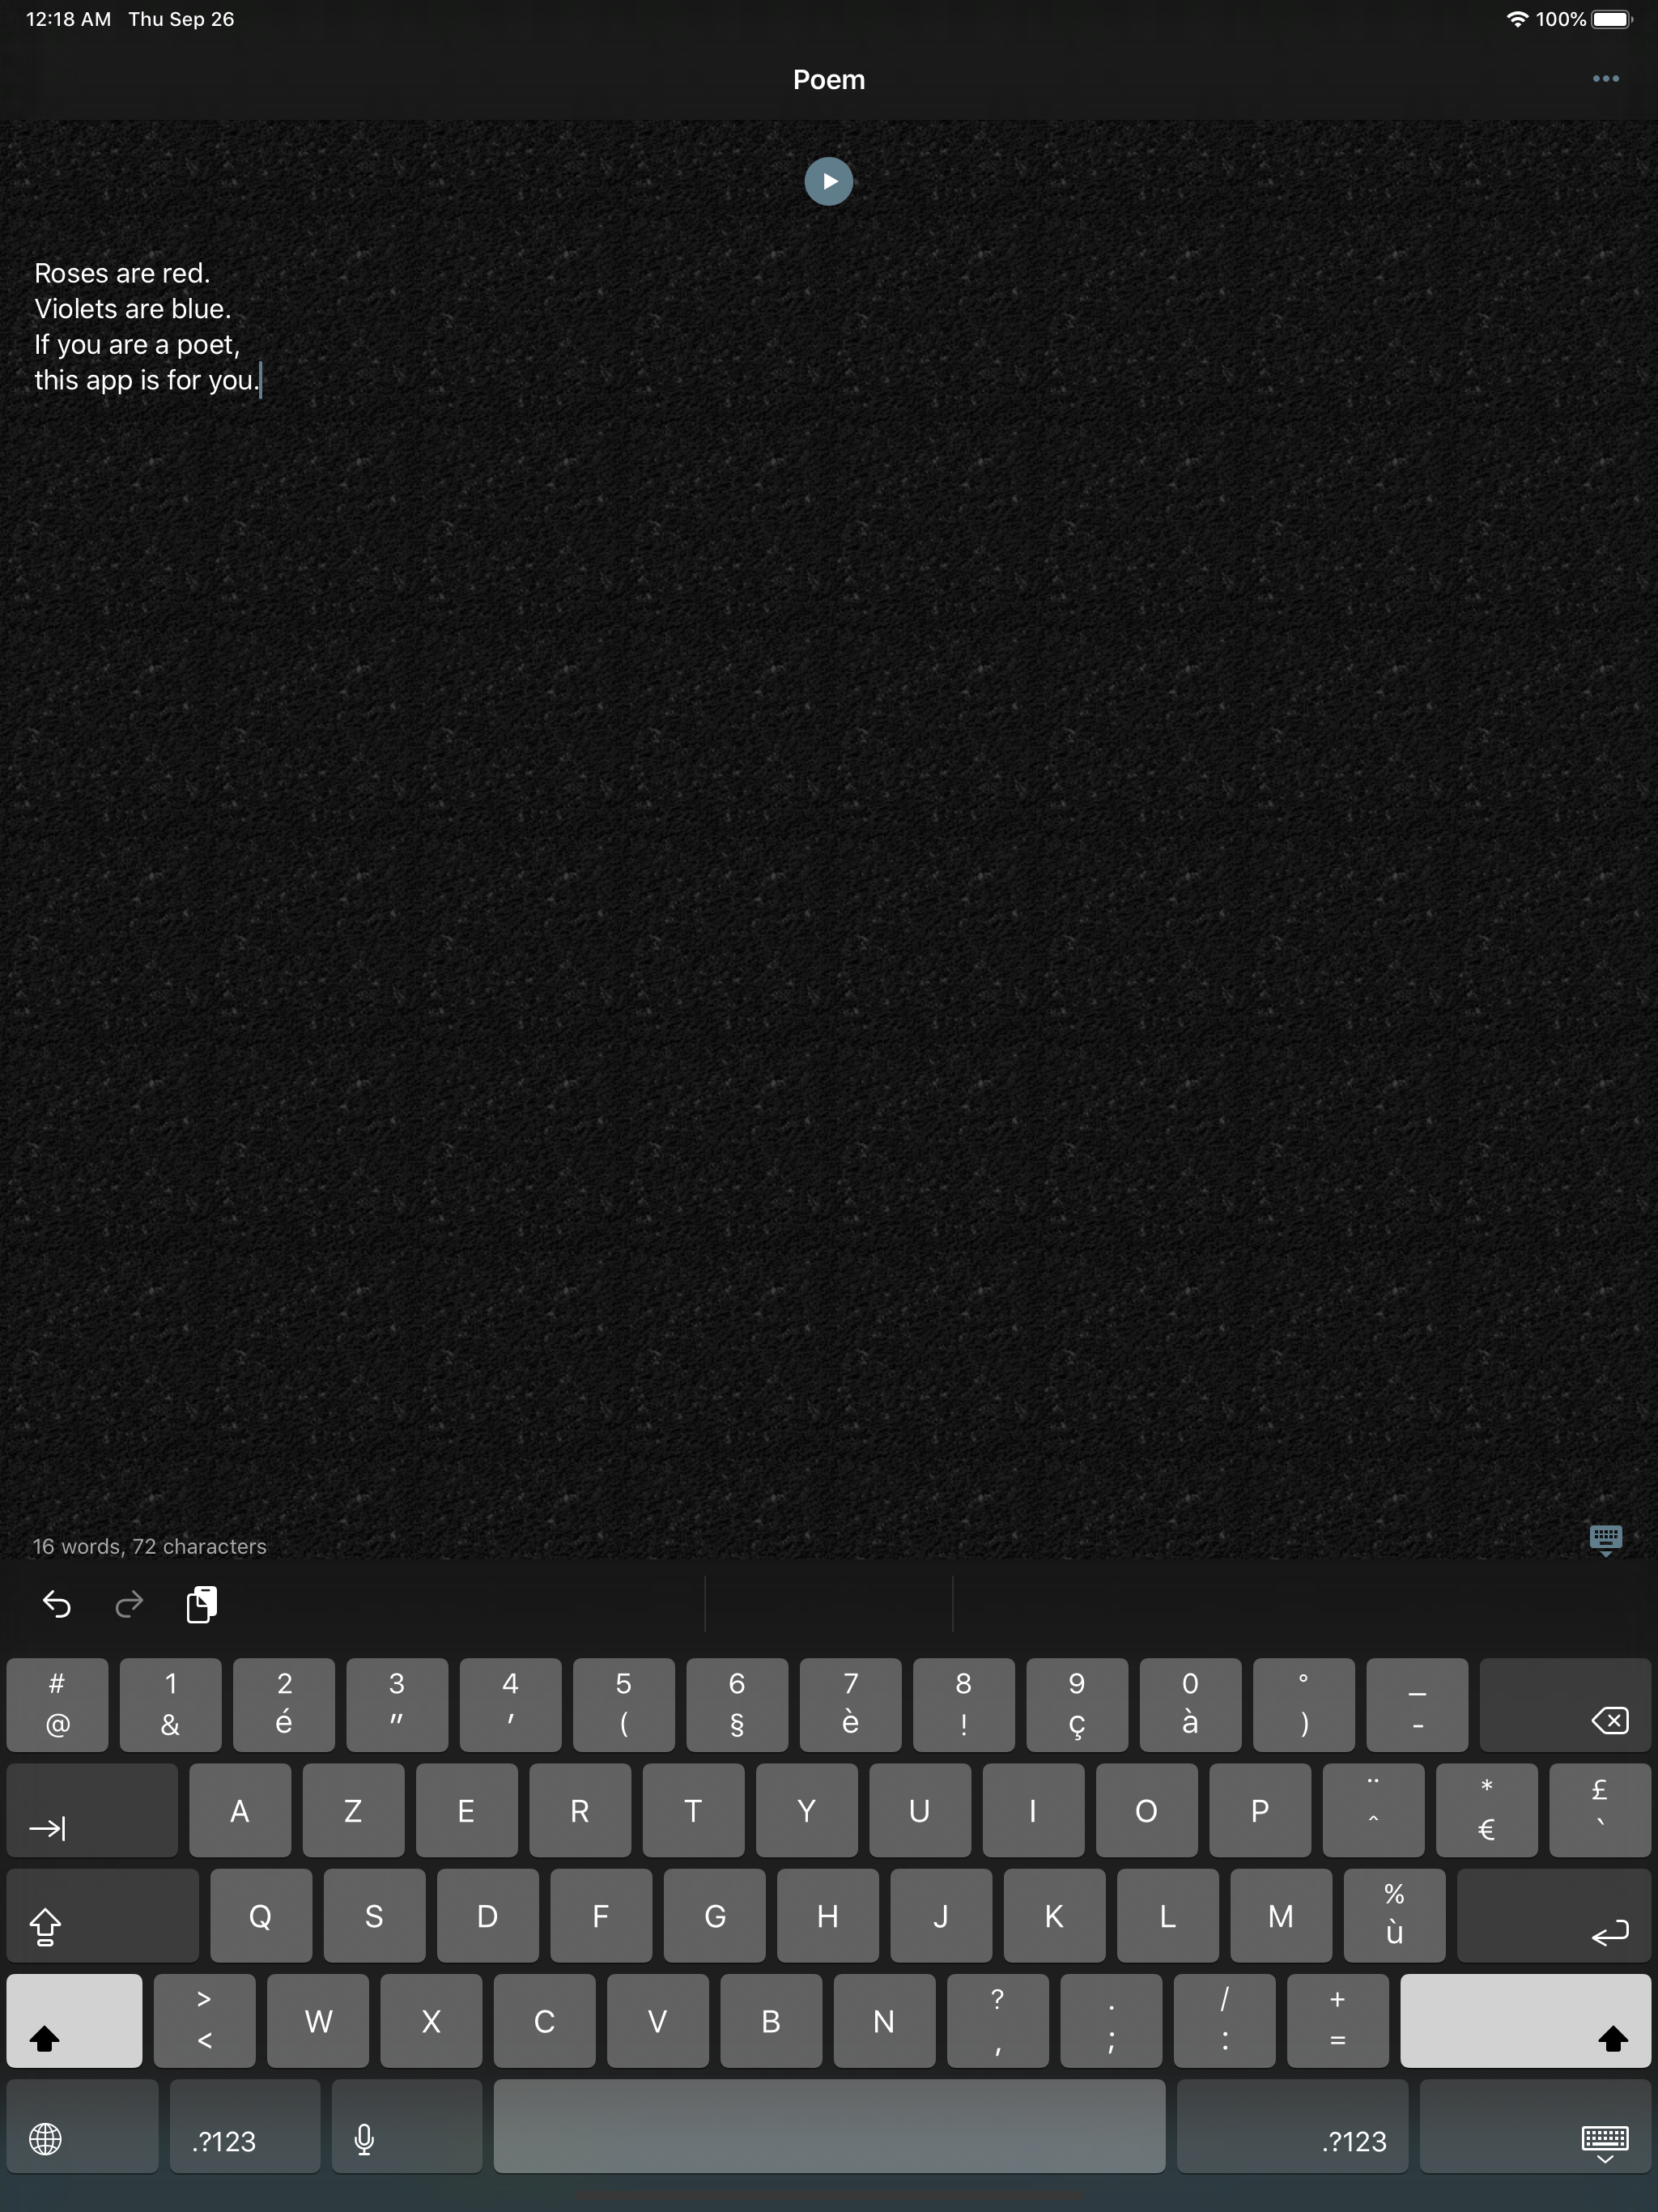 12:18 AM Thu Sep 26 100%
Poem
Roses are red.
Violets are blue.
If you are a poet,
this app is for you.
16 words, 72 characters
# 1 2 3 4 5 6 7 8 9 0 ° _
@ & é " ' ( § è ! ç à ) -
A Z E R T Y U I O P ¨ * £
^ € `
Q S D F G H J K L M %
ù
> W X C V B N ? . / +
< , ; : =
.?123 .?123